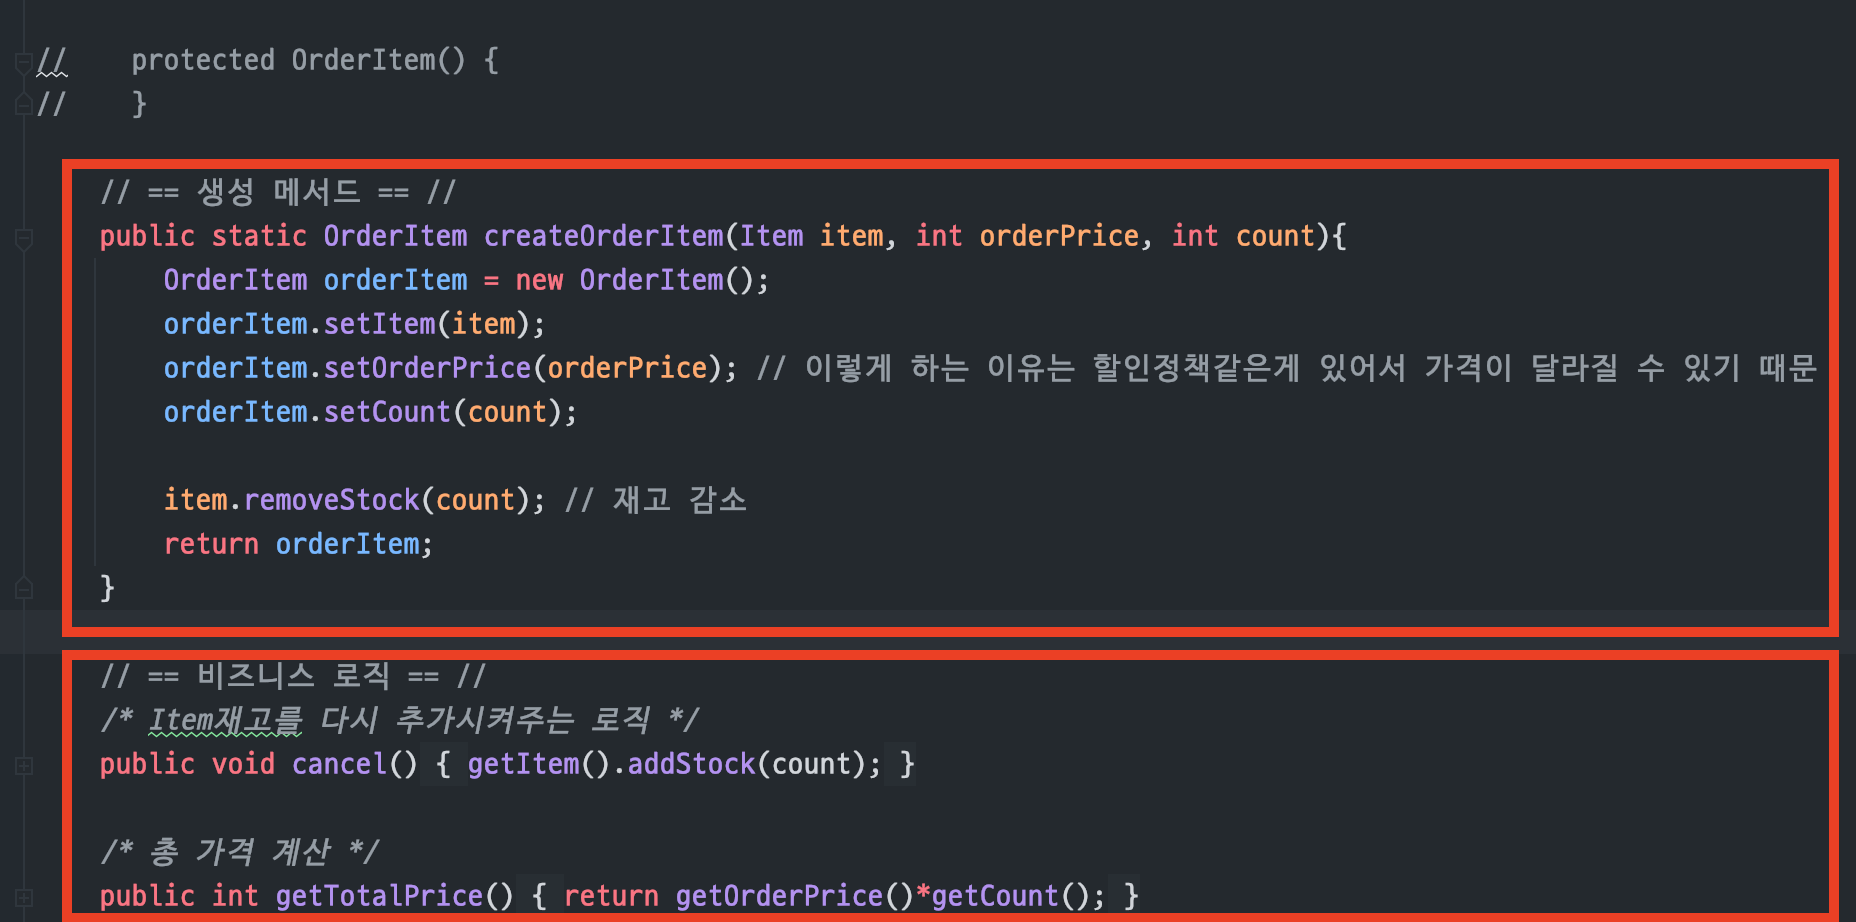 //    protected OrderItem() {
//    }
// == 생성 메서드 == //
public static OrderItem createOrderItem(Item item, int orderPrice, int count){
    OrderItem orderItem = new OrderItem();
    orderItem.setItem(item);
    orderItem.setOrderPrice(orderPrice); // 이렇게 하는 이유는 할인정책같은게 있어서 가격이 달라질 수 있기 때문
    orderItem.setCount(count);
    item.removeStock(count); // 재고 감소
    return orderItem;
}
// == 비즈니스 로직 == //
/* Item재고를 다시 추가시켜주는 로직 */
public void cancel() { getItem().addStock(count); }
/* 총 가격 계산 */
public int getTotalPrice() { return getOrderPrice()*getCount(); }